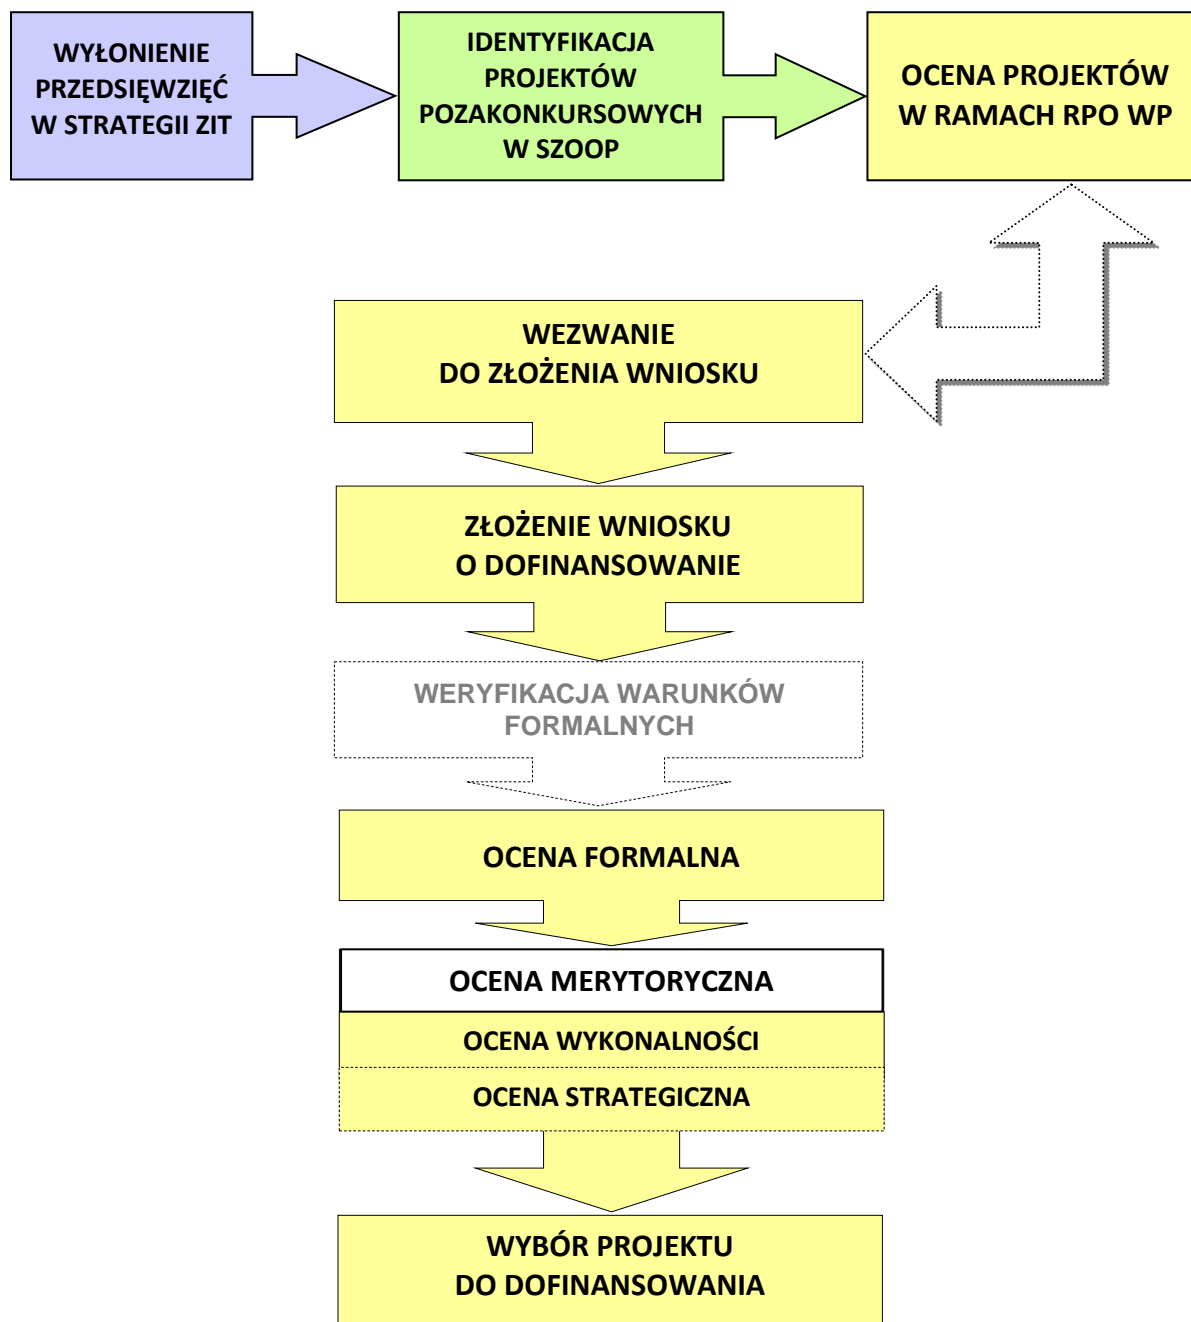 WYŁONIENIE
PRZEDSIĘWZIĘĆ
W STRATEGII ZIT
IDENTYFIKACJA
PROJEKTÓW
POZAKONKURSOWYCH
W SZOOP
OCENA PROJEKTÓW
W RAMACH RPO WP
WEZWANIE
DO ZŁOŻENIA WNIOSKU
ZŁOŻENIE WNIOSKU
O DOFINANSOWANIE
WERYFIKACJA WARUNKÓW
FORMALNYCH
OCENA FORMALNA
OCENA MERYTORYCZNA
OCENA WYKONALNOŚCI
OCENA STRATEGICZNA
WYBÓR PROJEKTU
DO DOFINANSOWANIA